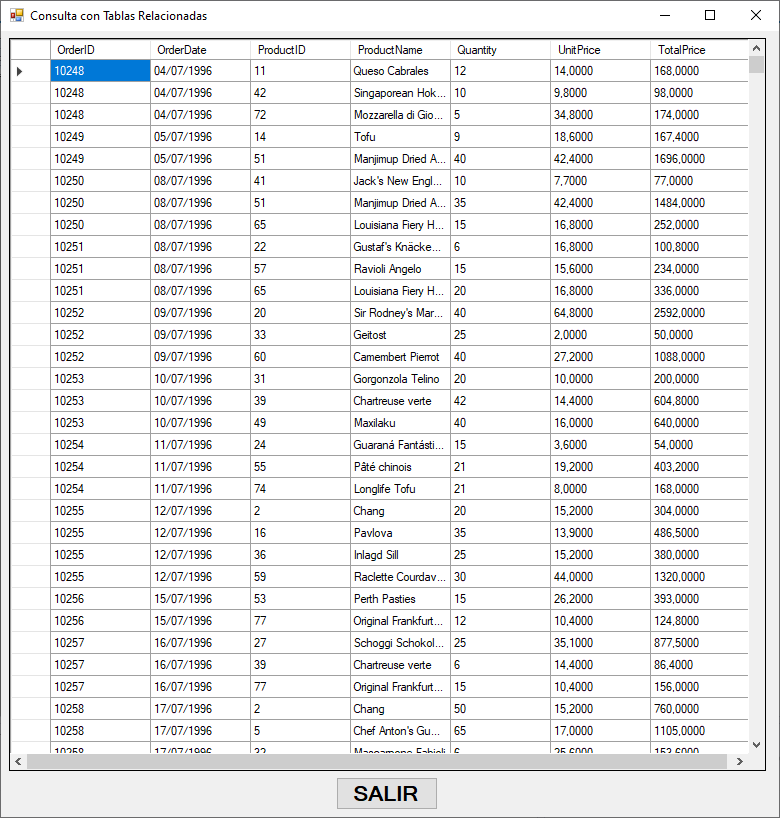 Consulta con Tablas Relacionadas
OrderID OrderDate ProductID ProductName Quantity UnitPrice TotalPrice
10248 04/07/1996 11 Queso Cabrales 12 14,0000 168,0000
10248 04/07/1996 42 Singaporean Hok... 10 9,8000 98,0000
10248 04/07/1996 72 Mozzarella di Gio... 5 34,8000 174,0000
10249 05/07/1996 14 Tofu 9 18,6000 167,4000
10249 05/07/1996 51 Manjimup Dried A... 40 42,4000 1696,0000
10250 08/07/1996 41 Jack's New Engl... 10 7,7000 77,0000
10250 08/07/1996 51 Manjimup Dried A... 35 42,4000 1484,0000
10250 08/07/1996 65 Louisiana Fiery H... 15 16,8000 252,0000
10251 08/07/1996 22 Gustaf's Knäcke... 6 16,8000 100,8000
10251 08/07/1996 57 Ravioli Angelo 15 15,6000 234,0000
10251 08/07/1996 65 Louisiana Fiery H... 20 16,8000 336,0000
10252 09/07/1996 20 Sir Rodney's Mar... 40 64,8000 2592,0000
10252 09/07/1996 33 Geitost 25 2,0000 50,0000
10252 09/07/1996 60 Camembert Pierrot 40 27,2000 1088,0000
10253 10/07/1996 31 Gorgonzola Telino 20 10,0000 200,0000
10253 10/07/1996 39 Chartreuse verte 42 14,4000 604,8000
10253 10/07/1996 49 Maxilaku 40 16,0000 640,0000
10254 11/07/1996 24 Guaraná Fantásti... 15 3,6000 54,0000
10254 11/07/1996 55 Pâté chinois 21 19,2000 403,2000
10254 11/07/1996 74 Longlife Tofu 21 8,0000 168,0000
10255 12/07/1996 2 Chang 20 15,2000 304,0000
10255 12/07/1996 16 Pavlova 35 13,9000 486,5000
10255 12/07/1996 36 Inlagd Sill 25 15,2000 380,0000
10255 12/07/1996 59 Raclette Courdav... 30 44,0000 1320,0000
10256 15/07/1996 53 Perth Pasties 15 26,2000 393,0000
10256 15/07/1996 77 Original Frankfurt... 12 10,4000 124,8000
10257 16/07/1996 27 Schoggi Schokol... 25 35,1000 877,5000
10257 16/07/1996 39 Chartreuse verte 6 14,4000 86,4000
10257 16/07/1996 77 Original Frankfurt... 15 10,4000 156,0000
10258 17/07/1996 2 Chang 50 15,2000 760,0000
10258 17/07/1996 5 Chef Anton's Gu... 65 17,0000 1105,0000
10258 17/07/1996 32 Mascarpone Fabioli 6 25,6000 153,6000
SALIR